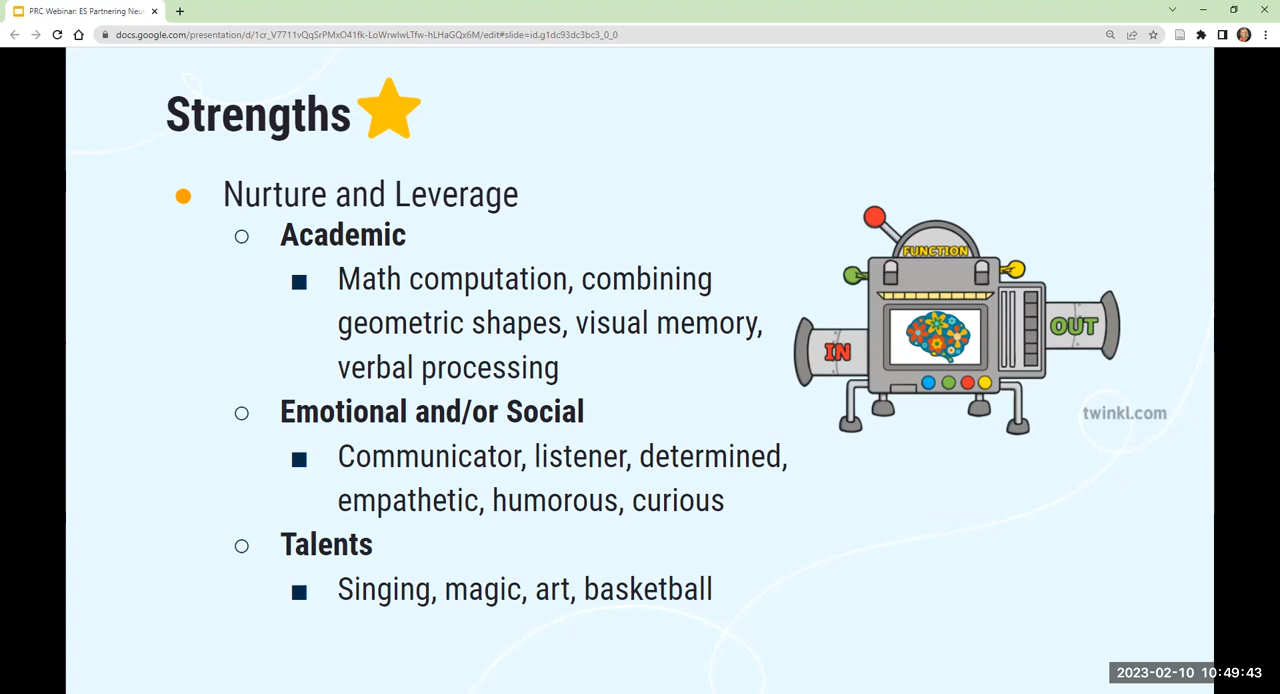 PRC Webinar: ES Partnering Neu
docs.google.com/presentation/d/1cr_V7711vQqSrPMxO41fk-LoWrwlwLTfw-hLHaGQx6M/edit#slide=id.g1dc93dc3bc3_0_0
Strengths
Nurture and Leverage
Academic
Math computation, combining
geometric shapes, visual memory,
verbal processing
Emotional and/or Social
Communicator, listener, determined,
empathetic, humorous, curious
Talents
Singing, magic, art, basketball
FUNCTION
IN
OUT
twinkl.com
2023-02-10 10:49:43